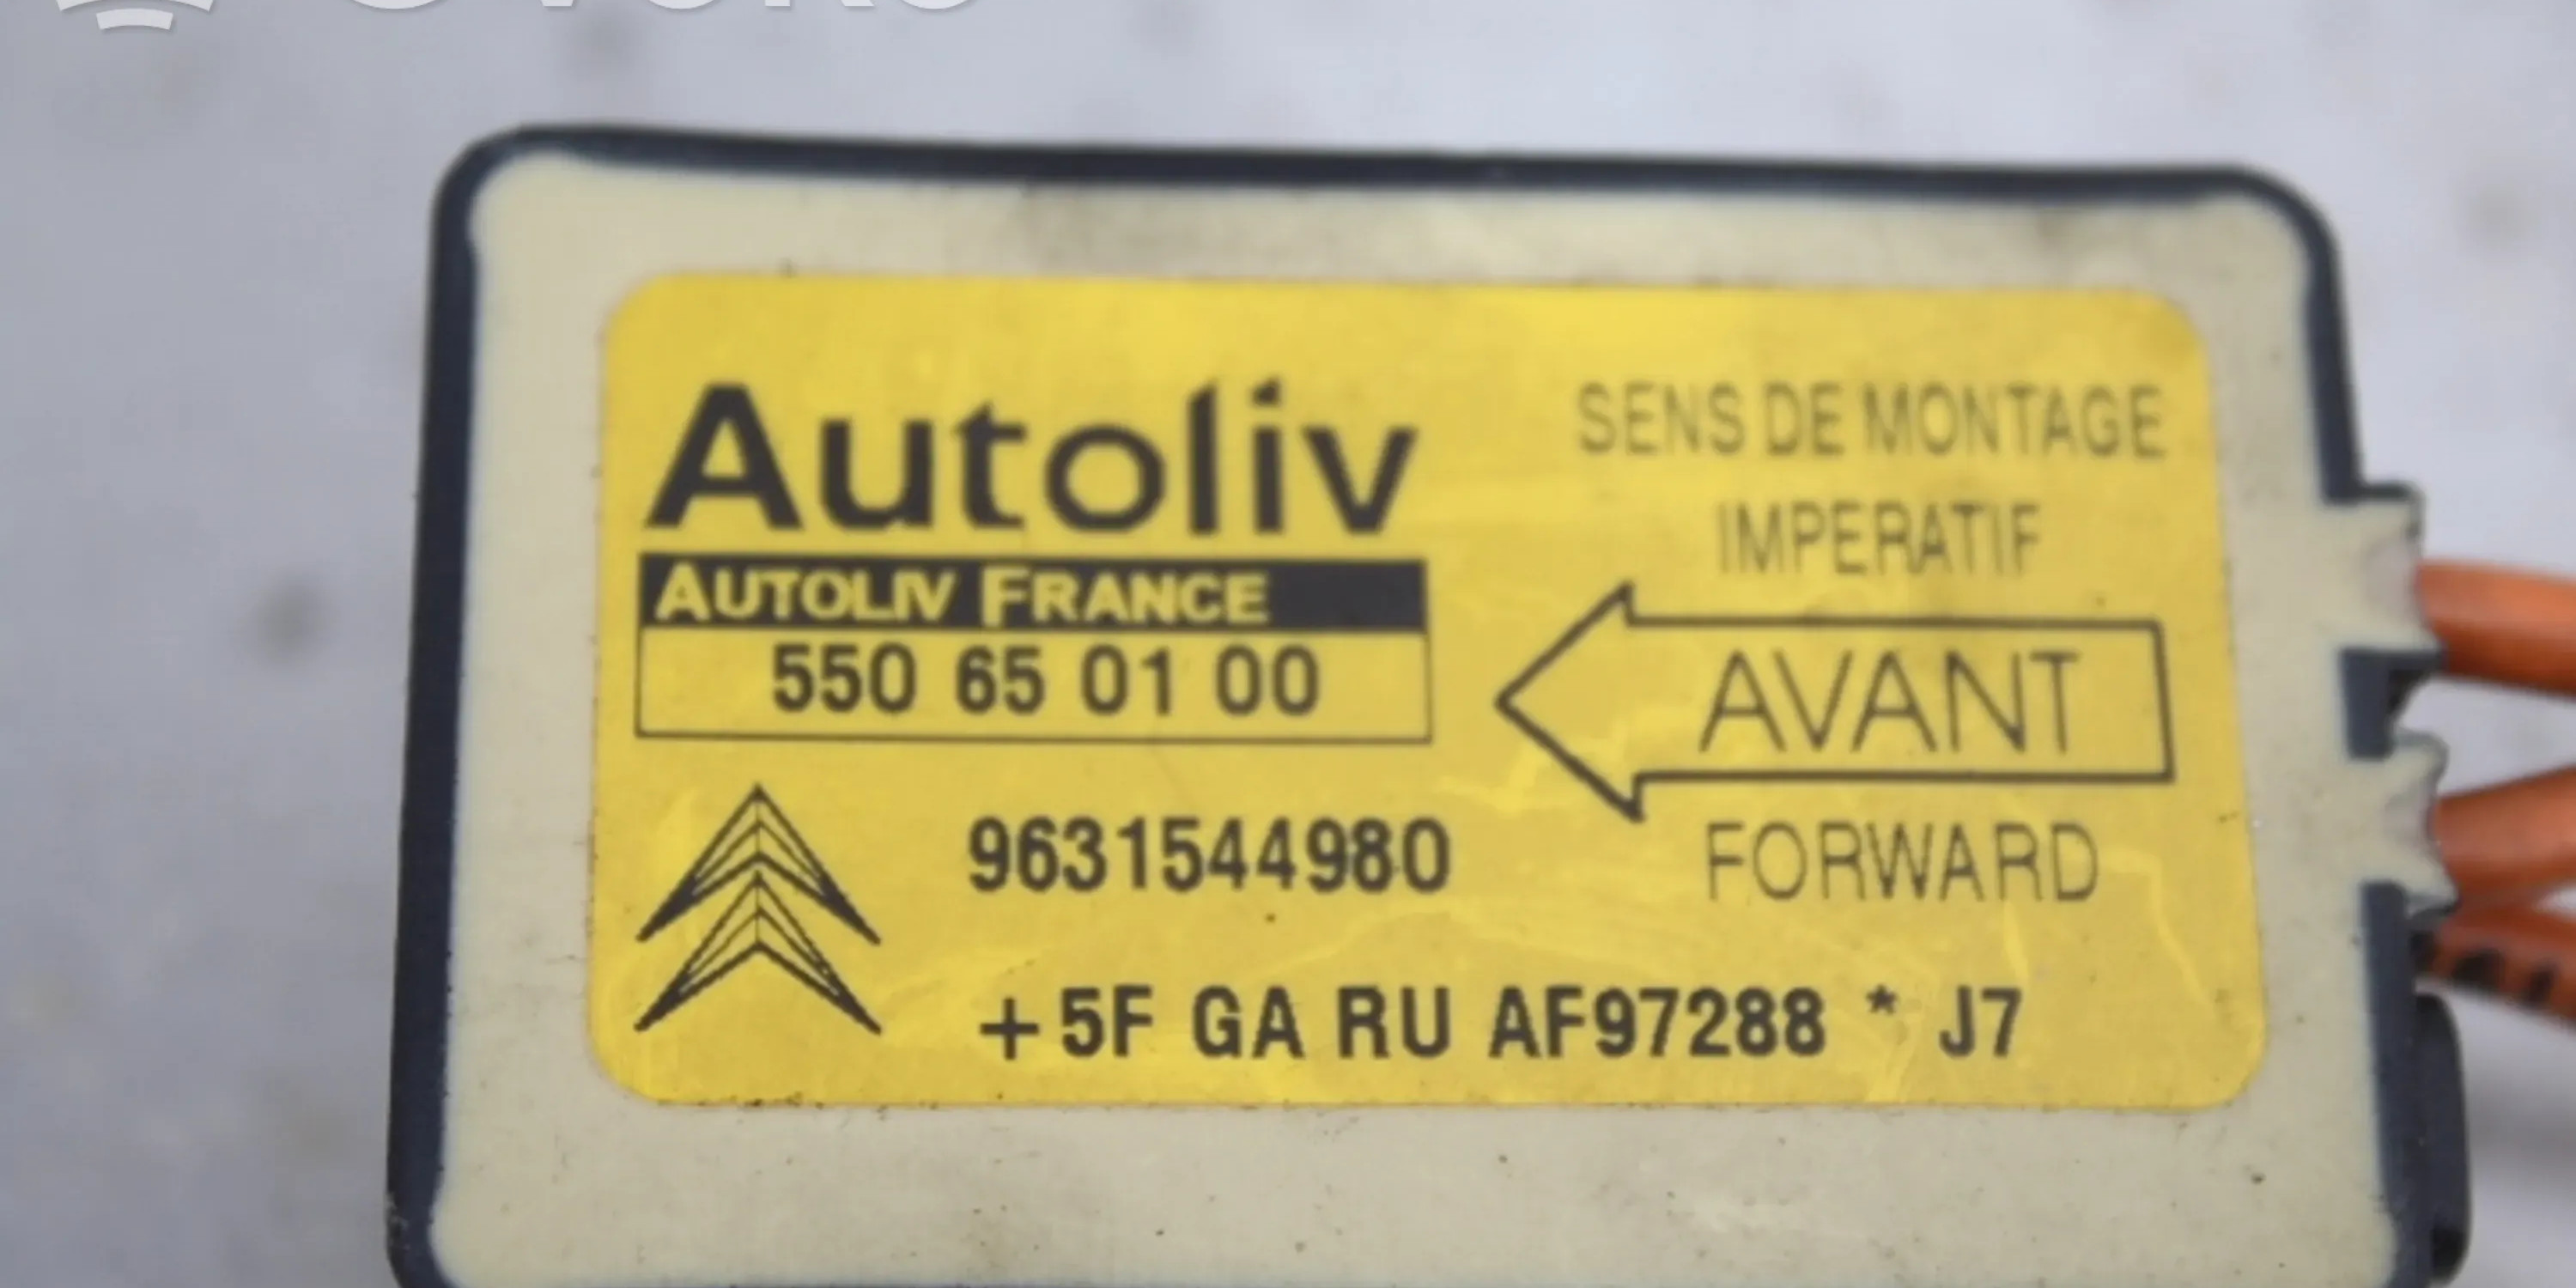 Autoliv
AUTOLIV FRANCE
550 65 01 00
9631544980
+5F GA RU AF97288 * J7
SENS DE MONTAGE
IMPERATIF
AVANT
FORWARD